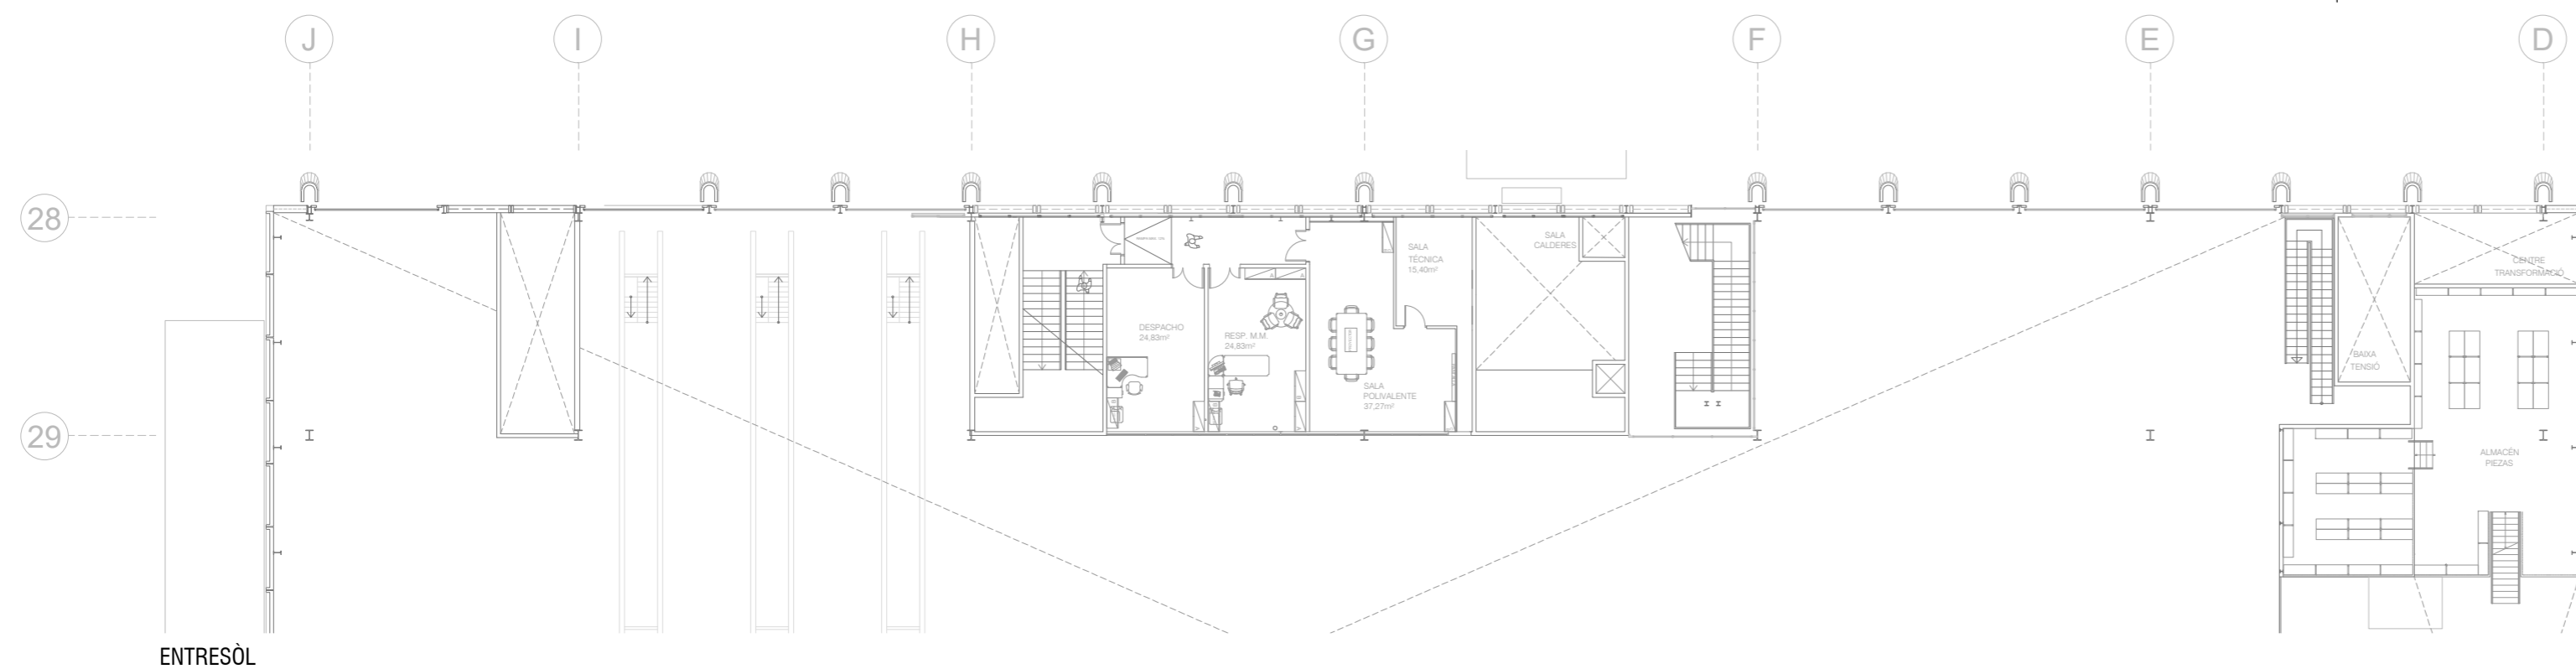 J I H G F E D
28
29
SALA
CALDERES
SALA
TÉCNICA
15,40m²
CENTRE
TRANSFORMACIÓ
DESPACHO
24,83m²
RESP. M.M.
24,83m²
BAIXA
TENSIÓ
SALA
POLIVALENTE
37,27m²
ALMACÉN
PIEZAS
ENTRESÒL